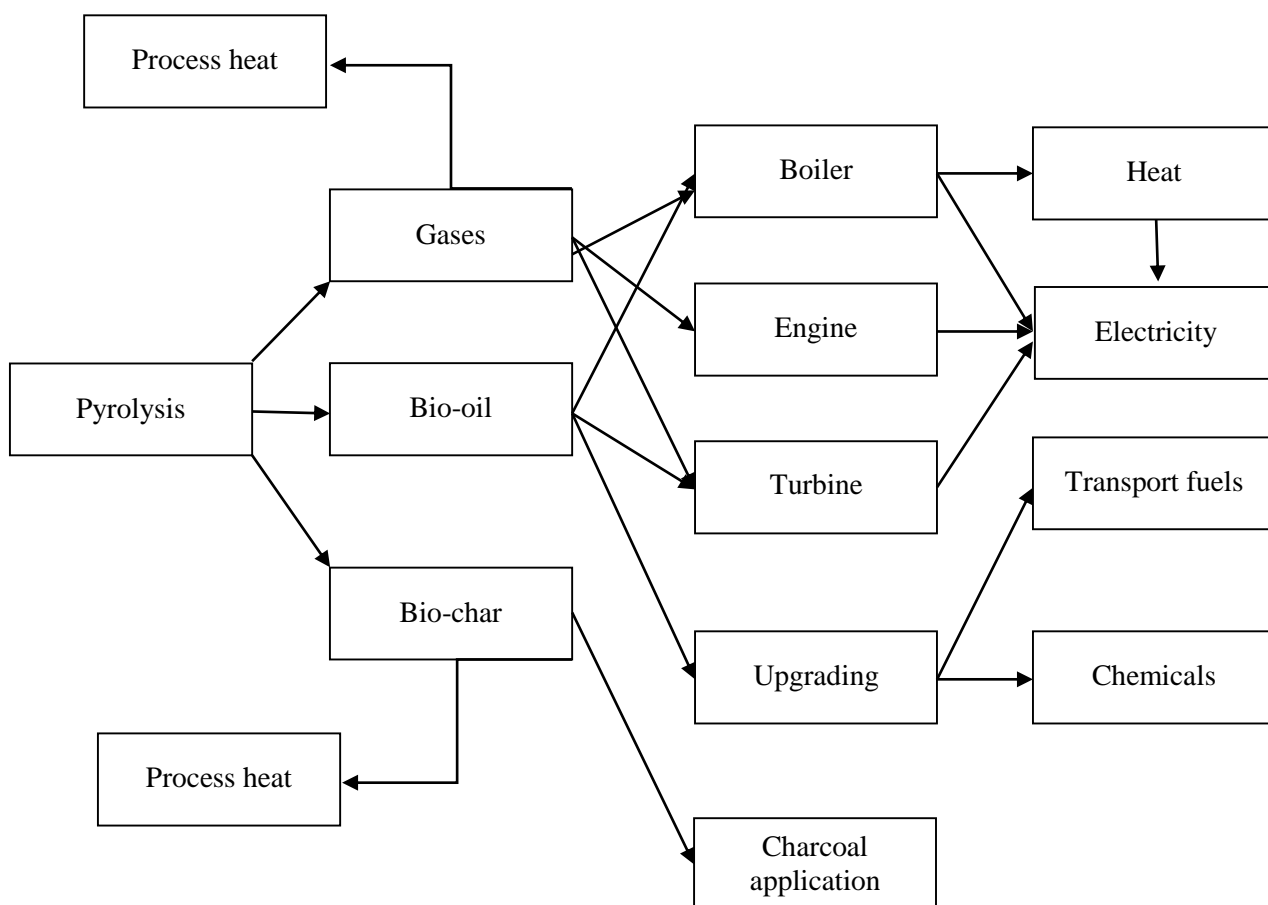 Process heat
Boiler
Heat
Gases
Engine
Electricity
Pyrolysis
Bio-oil
Turbine
Transport fuels
Bio-char
Upgrading
Chemicals
Process heat
Charcoal
application